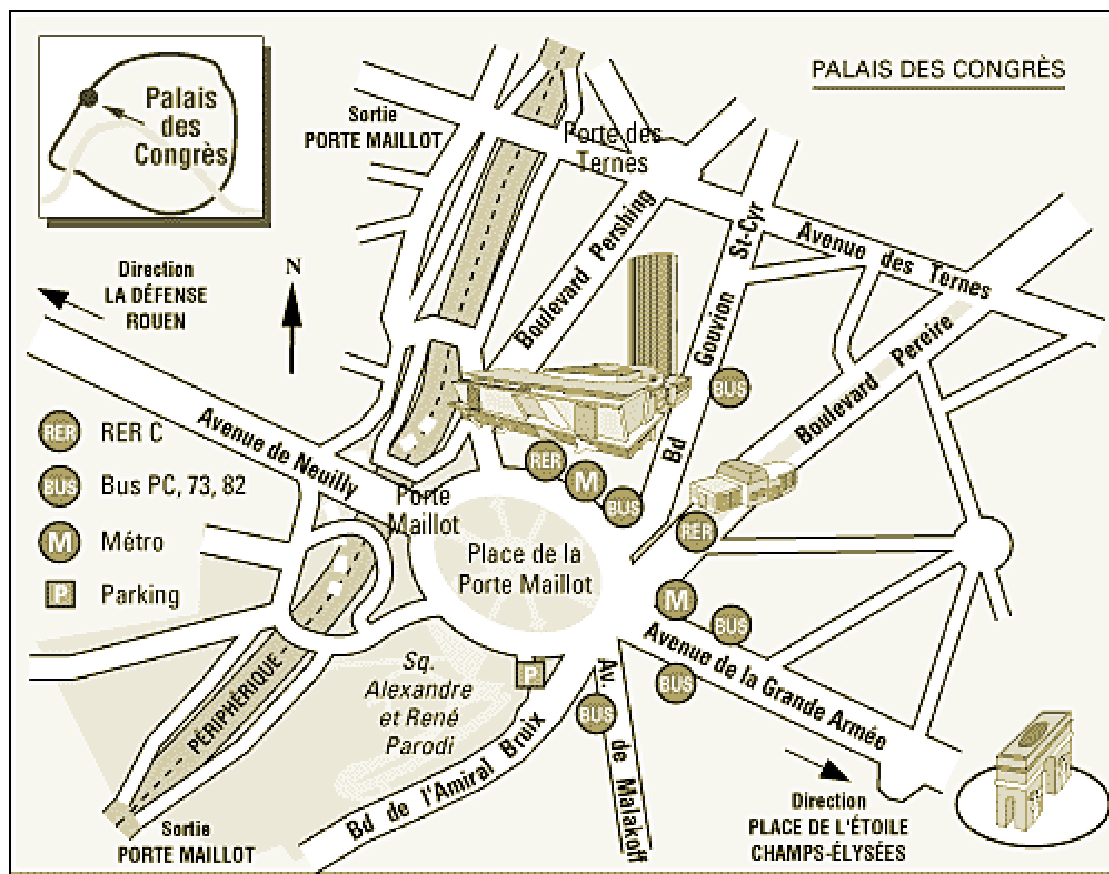 PALAIS DES CONGRÈS
Palais
des
Congrès
Sortie
PORTE MAILLOT
Porte des
Ternes
Boulevard Pershing
Bd Gouvion St-Cyr
Avenue des Ternes
Boulevard Pereire
Direction
LA DÉFENSE
ROUEN
N
Avenue de Neuilly
RER RER C
BUS Bus PC, 73, 82
M Métro
P Parking
BUS
RER
M
BUS
RER
Porte
Maillot
Place de la
Porte Maillot
M
BUS
BUS
Avenue de la Grande Armée
P
BUS
Av. de Malakoff
Sq.
Alexandre
et René
Parodi
PÉRIPHÉRIQUE
Bd de l'Amiral Bruix
Sortie
PORTE MAILLOT
Direction
PLACE DE L'ÉTOILE
CHAMPS-ÉLYSÉES